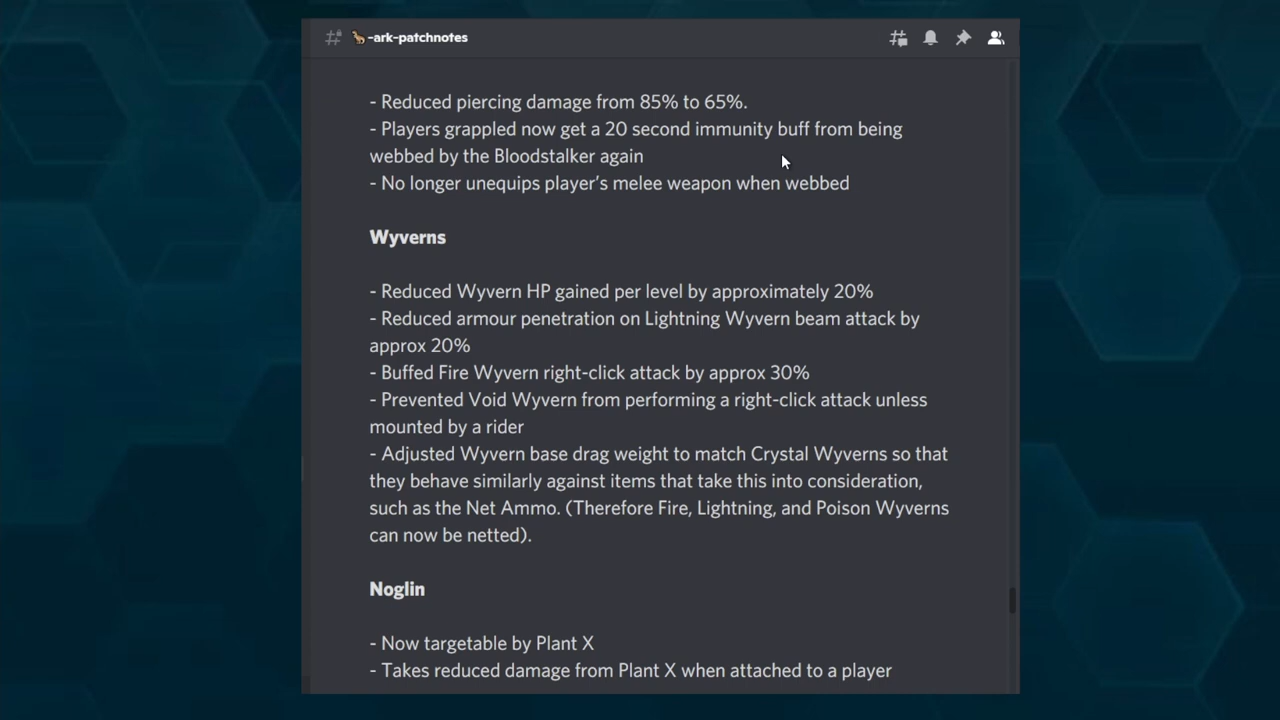 -ark-patchnotes
- Reduced piercing damage from 85% to 65%.
- Players grappled now get a 20 second immunity buff from being
webbed by the Bloodstalker again
- No longer unequips player’s melee weapon when webbed
Wyverns
- Reduced Wyvern HP gained per level by approximately 20%
- Reduced armour penetration on Lightning Wyvern beam attack by
approx 20%
- Buffed Fire Wyvern right-click attack by approx 30%
- Prevented Void Wyvern from performing a right-click attack unless
mounted by a rider
- Adjusted Wyvern base drag weight to match Crystal Wyverns so that
they behave similarly against items that take this into consideration,
such as the Net Ammo. (Therefore Fire, Lightning, and Poison Wyverns
can now be netted).
Noglin
- Now targetable by Plant X
- Takes reduced damage from Plant X when attached to a player